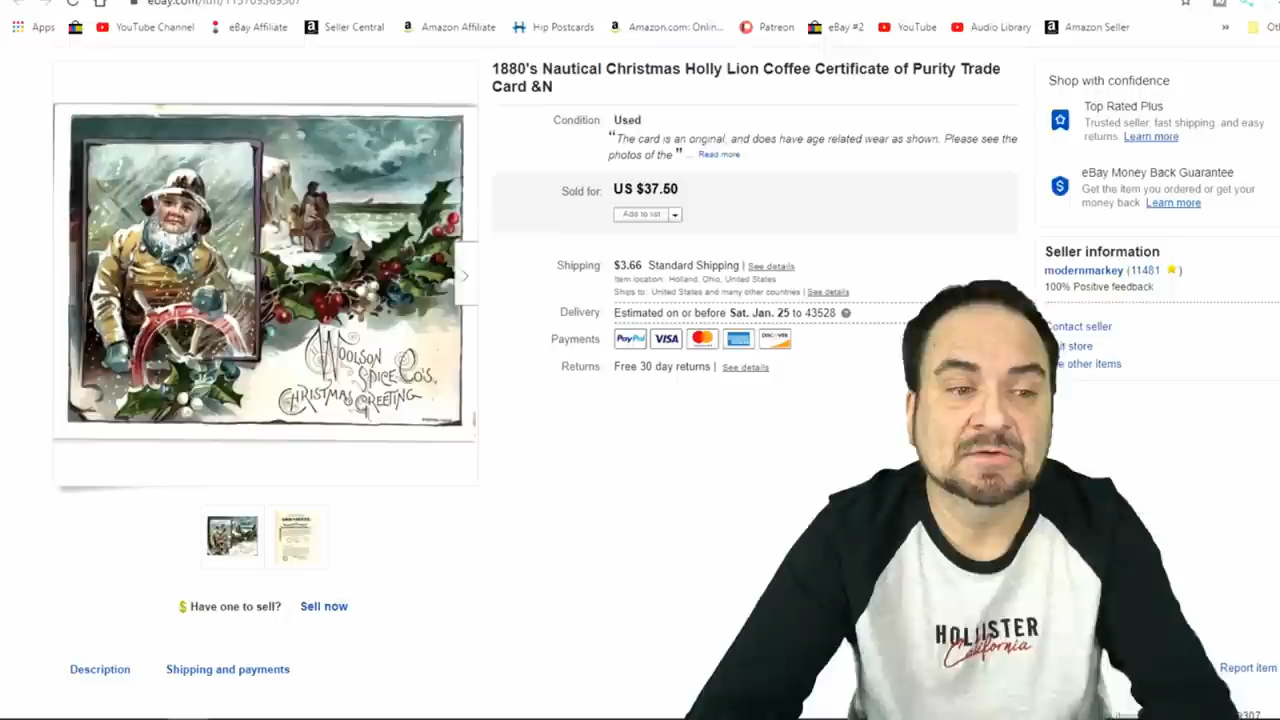 Apps
YouTube Channel
eBay Affiliate
Seller Central
Amazon Affiliate
Hip Postcards
Amazon.com: Onlin...
Patreon
eBay #2
YouTube
Audio Library
Amazon Seller
»
1880's Nautical Christmas Holly Lion Coffee Certificate of Purity Trade
Card &N
Condition: Used
"The card is an original, and does have age related wear as shown. Please see the
photos of the " ... Read more
Sold for: US $37.50
Add to list
Shipping: $3.66 Standard Shipping | See details
Item location: Holland, Ohio, United States
Ships to: United States and many other countries | See details
Delivery: Estimated on or before Sat. Jan. 25 to 43528
Payments: PayPal VISA MasterCard DISCOVER
Returns: Free 30 day returns | See details
Shop with confidence
Top Rated Plus
Trusted seller, fast shipping, and easy
returns. Learn more
eBay Money Back Guarantee
Get the item you ordered or get your
money back. Learn more
Seller information
modernmarkey (11481 )
100% Positive feedback
Contact seller
other items
WOOLSON
SPICE CO'S.
CHRISTMAS GREETING
$ Have one to sell? Sell now
Description
Shipping and payments
Report item
HOLLISTER
California